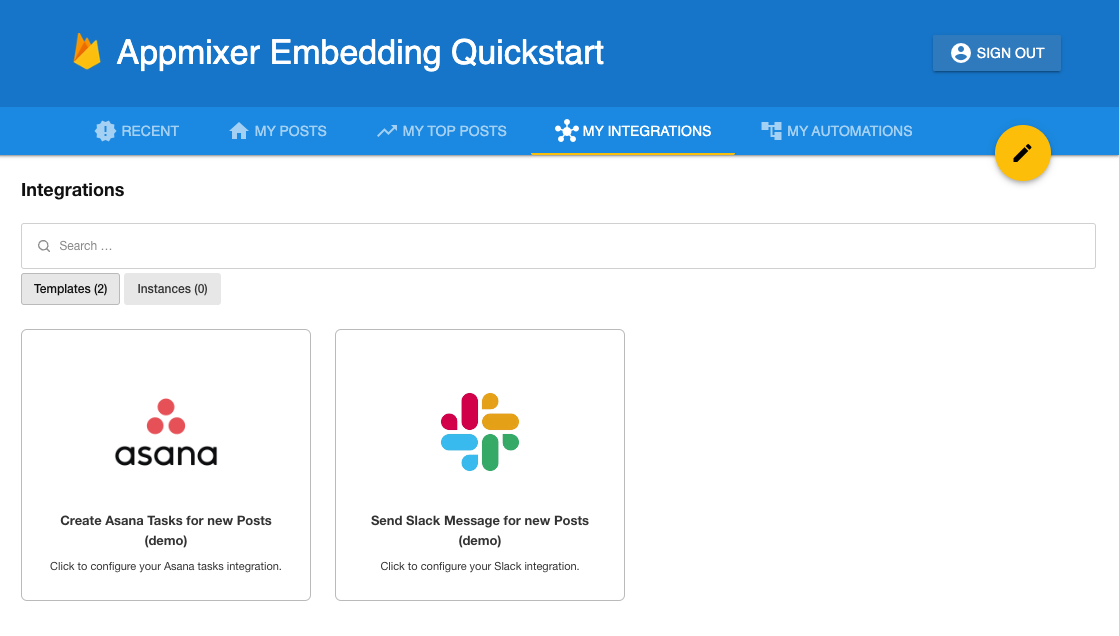 Appmixer Embedding Quickstart
SIGN OUT
RECENT
MY POSTS
MY TOP POSTS
MY INTEGRATIONS
MY AUTOMATIONS
Integrations
Search ...
Templates (2)
Instances (0)
asana
Create Asana Tasks for new Posts
(demo)
Click to configure your Asana tasks integration.
Send Slack Message for new Posts
(demo)
Click to configure your Slack integration.